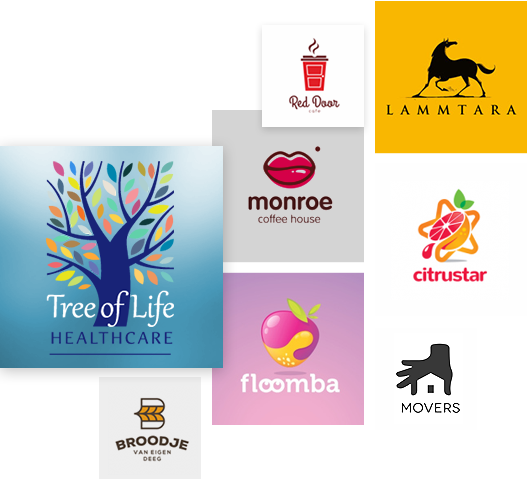 Red Door
cafe
LAMMTARA
monroe
coffee house
Tree of Life
HEALTHCARE
citrustar
floomba
MOVERS
BROODJE
VAN EIGEN
DEEG